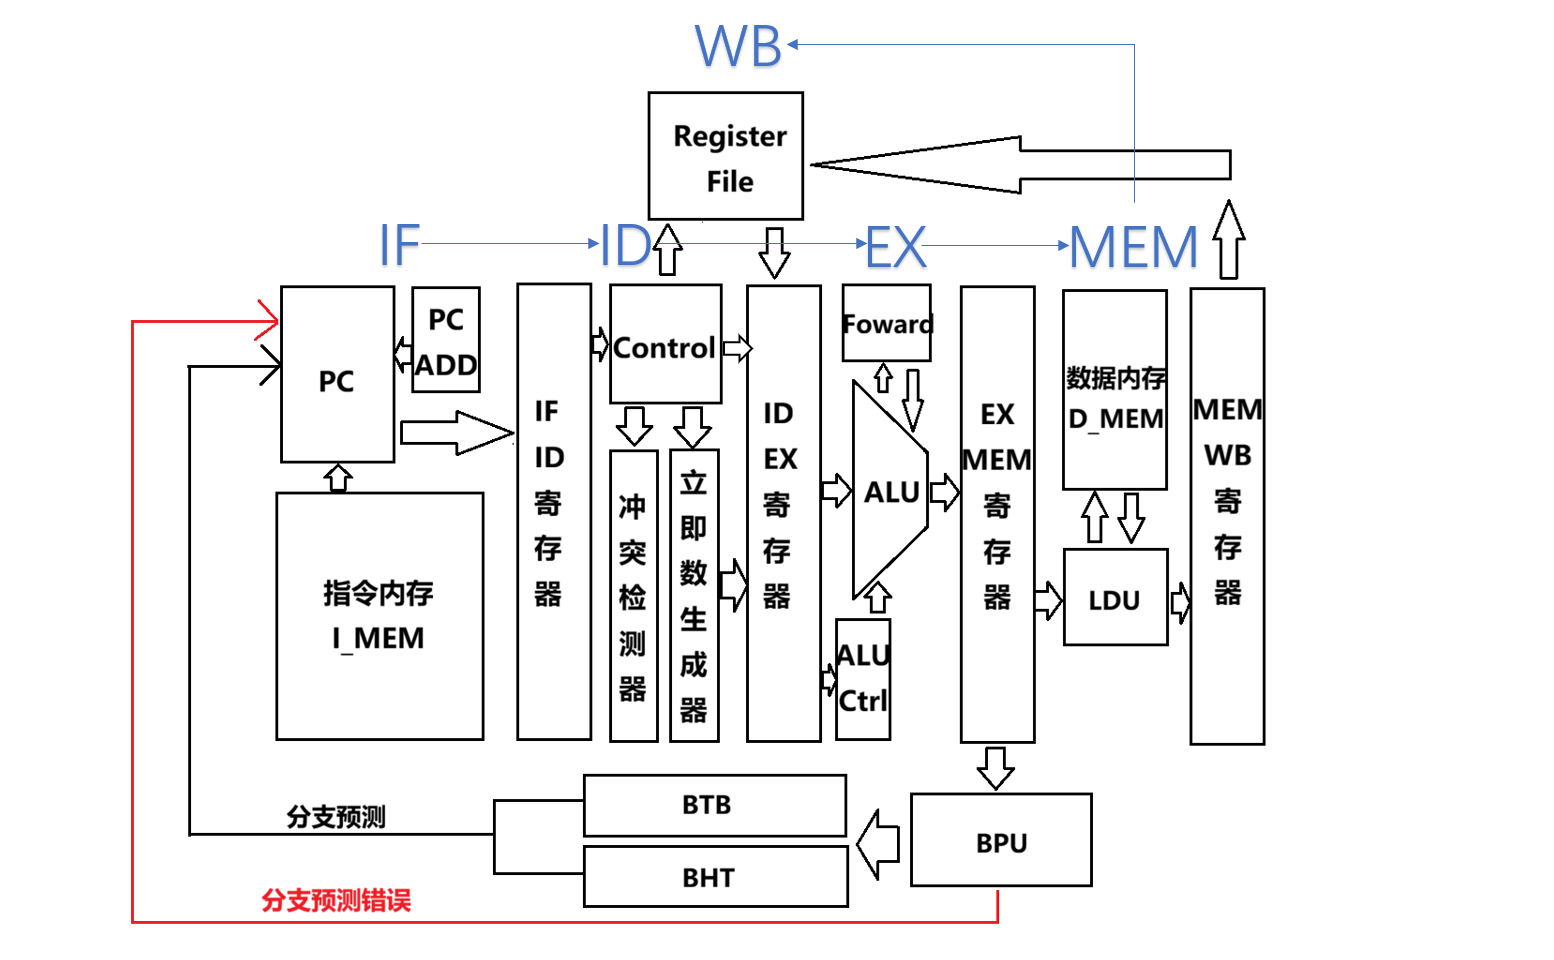 WB
Register
File
IF
ID
EX
MEM
PC
PC
ADD
指令内存
I_MEM
IF
ID
寄
存
器
Control
冲
突
检
测
器
立
即
数
生
成
器
ID
EX
寄
存
器
Foward
ALU
ALU
Ctrl
EX
MEM
寄
存
器
数据内存
D_MEM
LDU
MEM
WB
寄
存
器
BTB
BHT
BPU
分支预测
分支预测错误